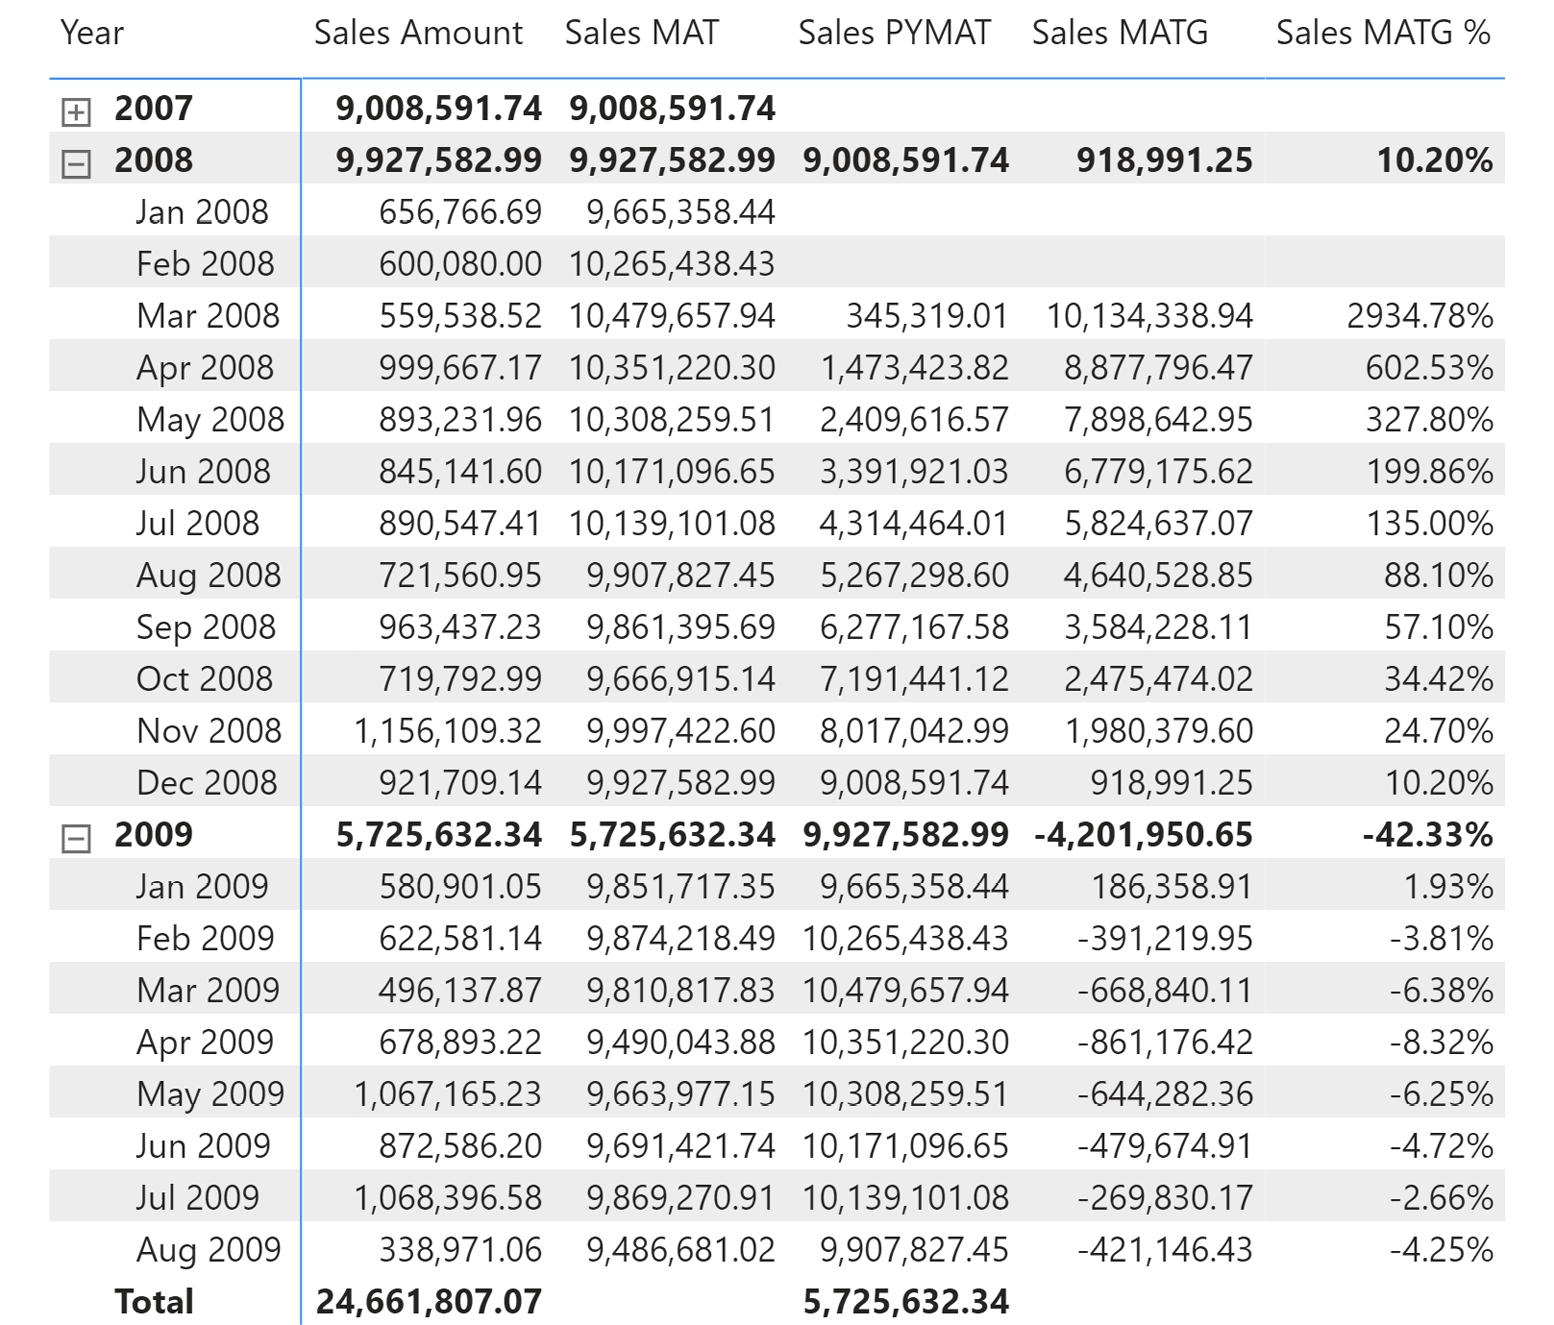 Year Sales Amount Sales MAT Sales PYMAT Sales MATG Sales MATG %
2007 9,008,591.74 9,008,591.74
2008 9,927,582.99 9,927,582.99 9,008,591.74 918,991.25 10.20%
Jan 2008 656,766.69 9,665,358.44
Feb 2008 600,080.00 10,265,438.43
Mar 2008 559,538.52 10,479,657.94 345,319.01 10,134,338.94 2934.78%
Apr 2008 999,667.17 10,351,220.30 1,473,423.82 8,877,796.47 602.53%
May 2008 893,231.96 10,308,259.51 2,409,616.57 7,898,642.95 327.80%
Jun 2008 845,141.60 10,171,096.65 3,391,921.03 6,779,175.62 199.86%
Jul 2008 890,547.41 10,139,101.08 4,314,464.01 5,824,637.07 135.00%
Aug 2008 721,560.95 9,907,827.45 5,267,298.60 4,640,528.85 88.10%
Sep 2008 963,437.23 9,861,395.69 6,277,167.58 3,584,228.11 57.10%
Oct 2008 719,792.99 9,666,915.14 7,191,441.12 2,475,474.02 34.42%
Nov 2008 1,156,109.32 9,997,422.60 8,017,042.99 1,980,379.60 24.70%
Dec 2008 921,709.14 9,927,582.99 9,008,591.74 918,991.25 10.20%
2009 5,725,632.34 5,725,632.34 9,927,582.99 -4,201,950.65 -42.33%
Jan 2009 580,901.05 9,851,717.35 9,665,358.44 186,358.91 1.93%
Feb 2009 622,581.14 9,874,218.49 10,265,438.43 -391,219.95 -3.81%
Mar 2009 496,137.87 9,810,817.83 10,479,657.94 -668,840.11 -6.38%
Apr 2009 678,893.22 9,490,043.88 10,351,220.30 -861,176.42 -8.32%
May 2009 1,067,165.23 9,663,977.15 10,308,259.51 -644,282.36 -6.25%
Jun 2009 872,586.20 9,691,421.74 10,171,096.65 -479,674.91 -4.72%
Jul 2009 1,068,396.58 9,869,270.91 10,139,101.08 -269,830.17 -2.66%
Aug 2009 338,971.06 9,486,681.02 9,907,827.45 -421,146.43 -4.25%
Total 24,661,807.07 5,725,632.34